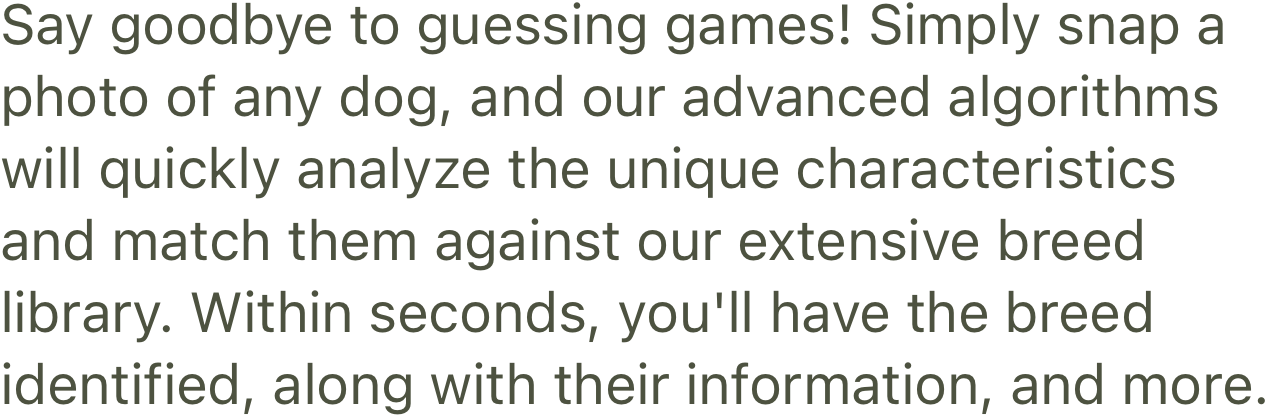 Say goodbye to guessing games! Simply snap a
photo of any dog, and our advanced algorithms
will quickly analyze the unique characteristics
and match them against our extensive breed
library. Within seconds, you'll have the breed
identified, along with their information, and more.